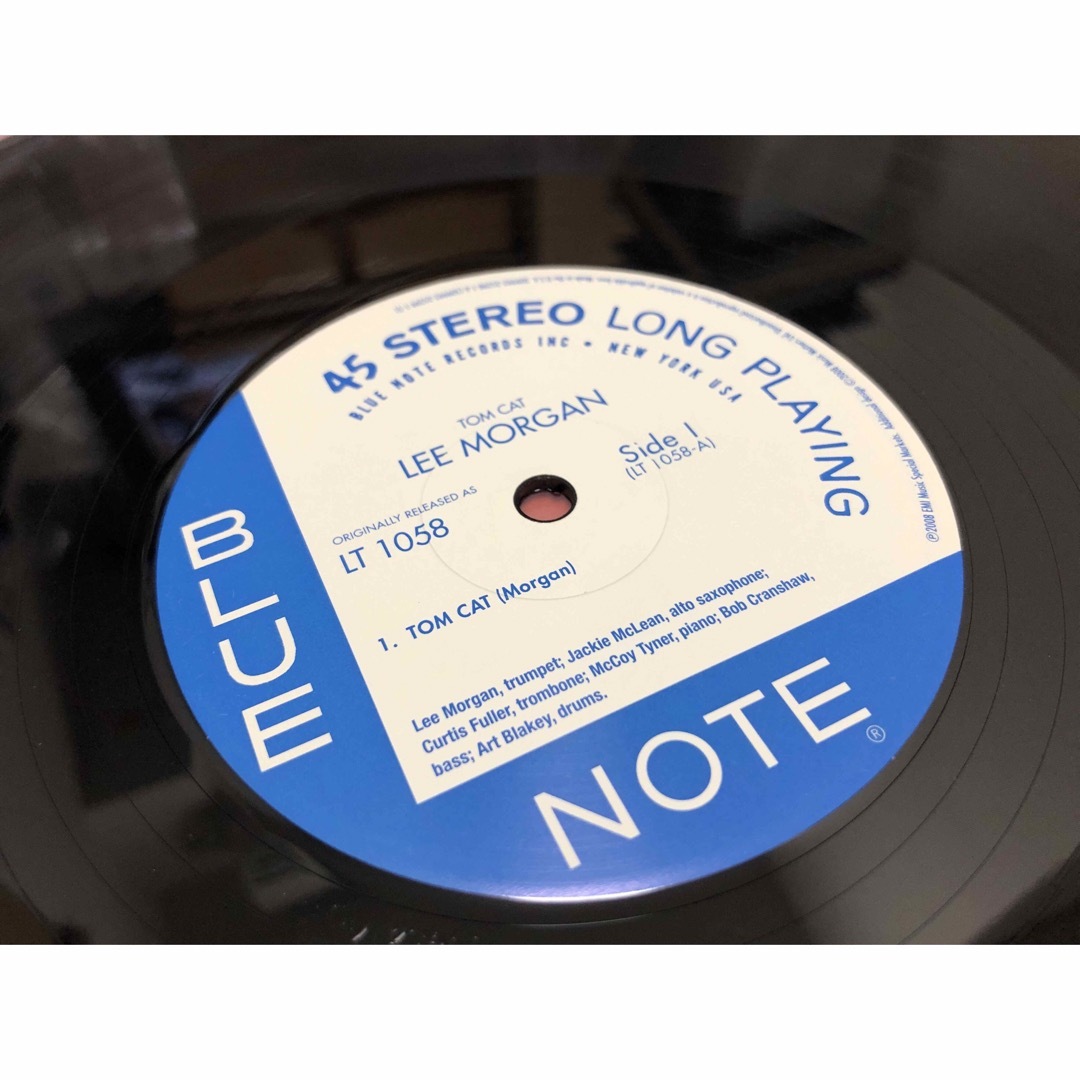 45 STEREO LONG PLAYING
BLUE NOTE RECORDS INC • NEW YORK USA
TOM CAT
LEE MORGAN
Side 1
(LT 1058-A)
ORIGINALLY RELEASED AS
LT 1058
1. TOM CAT (Morgan)
Lee Morgan, trumpet; Jackie McLean, alto saxophone;
Curtis Fuller, trombone; McCoy Tyner, piano; Bob Cranshaw,
bass; Art Blakey, drums.
BLUE
NOTE®
℗2008 EMI Music Special Markets.